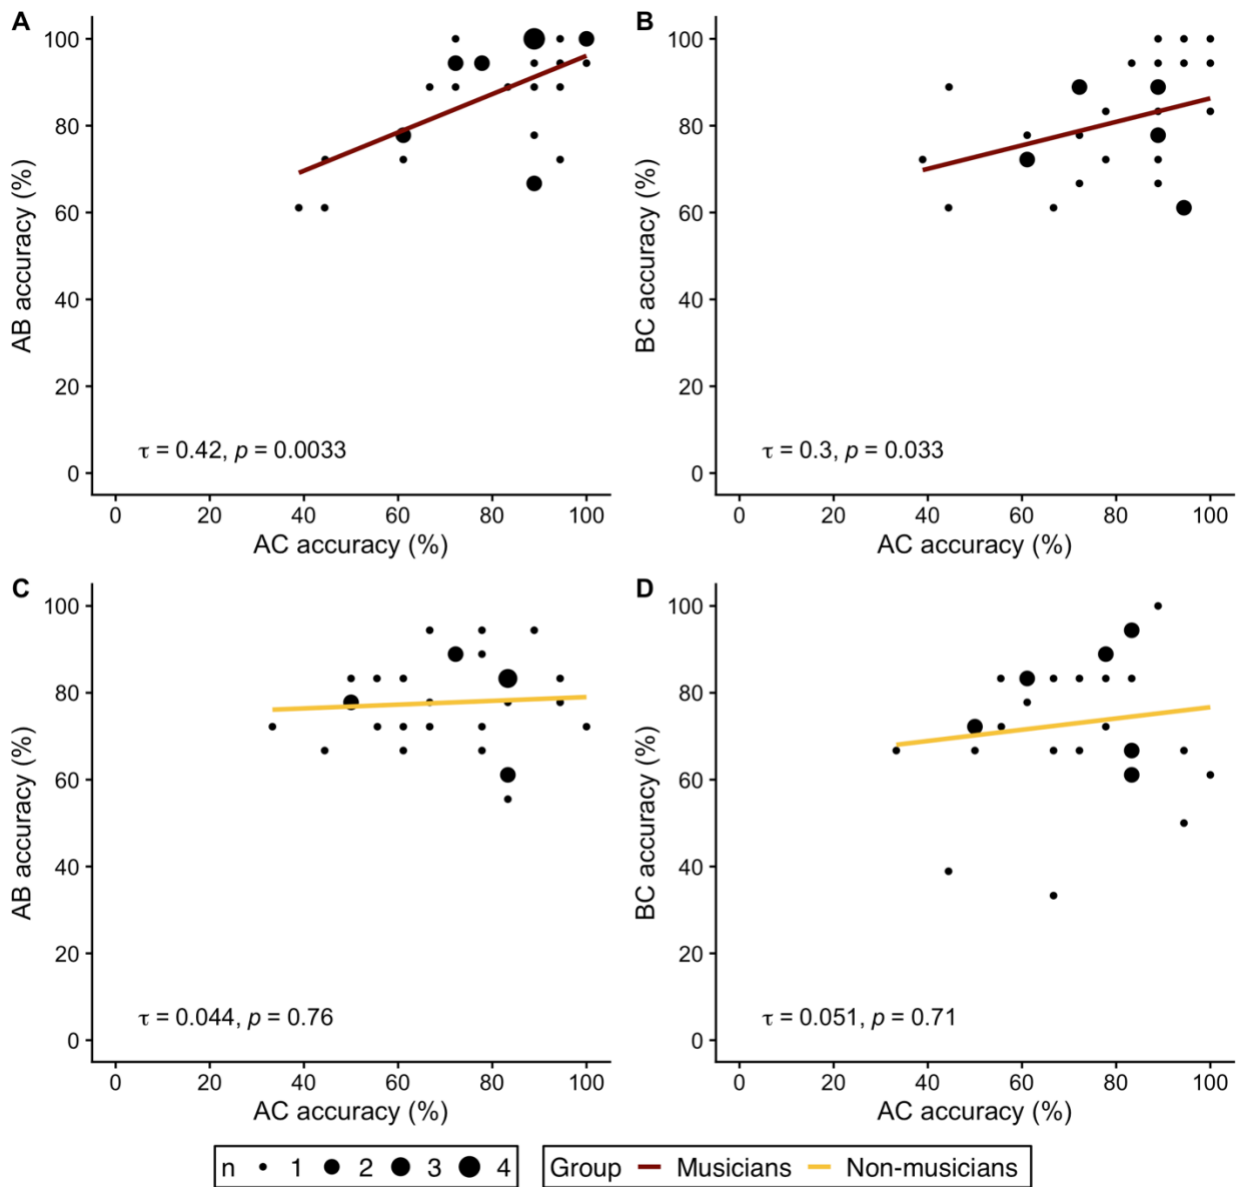 A
100
80
60
40
20
0
AB accuracy (%)
τ = 0.42, p = 0.0033
0 20 40 60 80 100
AC accuracy (%)
B
100
80
60
40
20
0
BC accuracy (%)
τ = 0.3, p = 0.033
0 20 40 60 80 100
AC accuracy (%)
C
100
80
60
40
20
0
AB accuracy (%)
τ = 0.044, p = 0.76
0 20 40 60 80 100
AC accuracy (%)
D
100
80
60
40
20
0
BC accuracy (%)
τ = 0.051, p = 0.71
0 20 40 60 80 100
AC accuracy (%)
n 1 2 3 4
Group Musicians Non-musicians